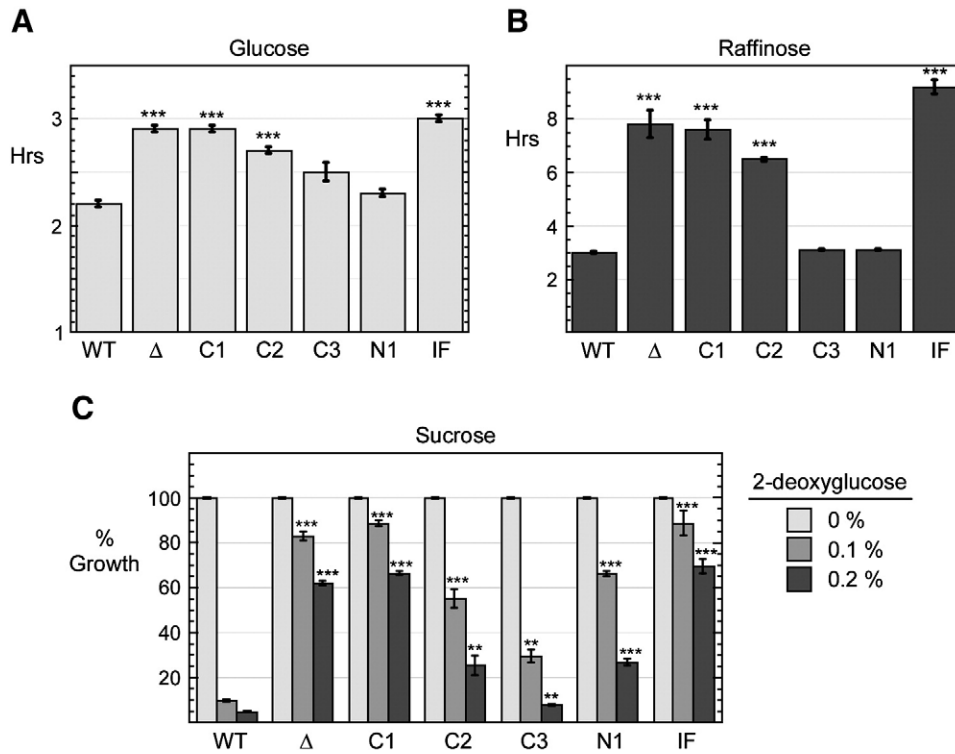 A
Glucose
3
Hrs
2
1
*** *** *** ***
WT Δ C1 C2 C3 N1 IF
B
Raffinose
8
Hrs
6
4
2
*** *** *** ***
WT Δ C1 C2 C3 N1 IF
C
Sucrose
100
%
Growth
80
60
40
20
*** *** *** *** *** ** ** ** *** *** *** ***
WT Δ C1 C2 C3 N1 IF
2-deoxyglucose
0 %
0.1 %
0.2 %